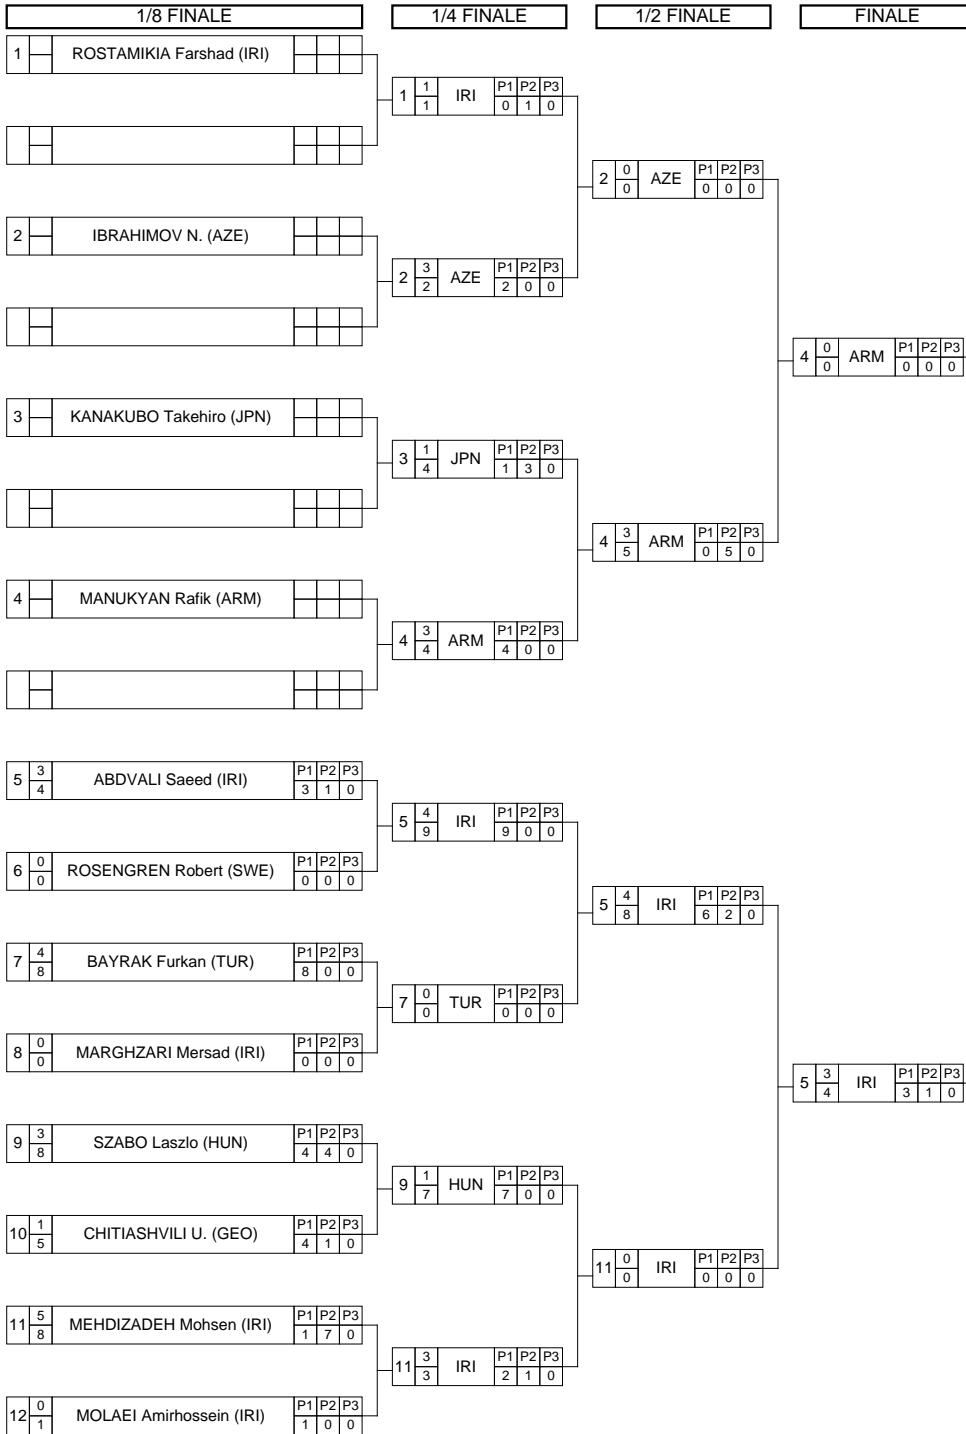 1/8 FINALE 1/4 FINALE 1/2 FINALE FINALE
1 ROSTAMIKIA Farshad (IRI)
1 1 1 IRI P1 P2 P3 0 1 0
2 0 0 AZE P1 P2 P3 0 0 0
2 IBRAHIMOV N. (AZE)
2 3 2 AZE P1 P2 P3 2 0 0
4 0 0 ARM P1 P2 P3 0 0 0
3 KANAKUBO Takehiro (JPN)
3 1 4 JPN P1 P2 P3 1 3 0
4 3 5 ARM P1 P2 P3 0 5 0
4 MANUKYAN Rafik (ARM)
4 3 4 ARM P1 P2 P3 4 0 0
5 3 4 ABDVALI Saeed (IRI) P1 P2 P3 3 1 0
5 4 9 IRI P1 P2 P3 9 0 0
6 0 0 ROSENGREN Robert (SWE) P1 P2 P3 0 0 0
5 4 8 IRI P1 P2 P3 6 2 0
7 4 8 BAYRAK Furkan (TUR) P1 P2 P3 8 0 0
7 0 0 TUR P1 P2 P3 0 0 0
8 0 0 MARGHZARI Mersad (IRI) P1 P2 P3 0 0 0
5 3 4 IRI P1 P2 P3 3 1 0
9 3 8 SZABO Laszlo (HUN) P1 P2 P3 4 4 0
9 1 7 HUN P1 P2 P3 7 0 0
10 1 5 CHITIASHVILI U. (GEO) P1 P2 P3 4 1 0
11 0 0 IRI P1 P2 P3 0 0 0
11 5 8 MEHDIZADEH Mohsen (IRI) P1 P2 P3 1 7 0
11 3 3 IRI P1 P2 P3 2 1 0
12 0 1 MOLAEI Amirhossein (IRI) P1 P2 P3 1 0 0